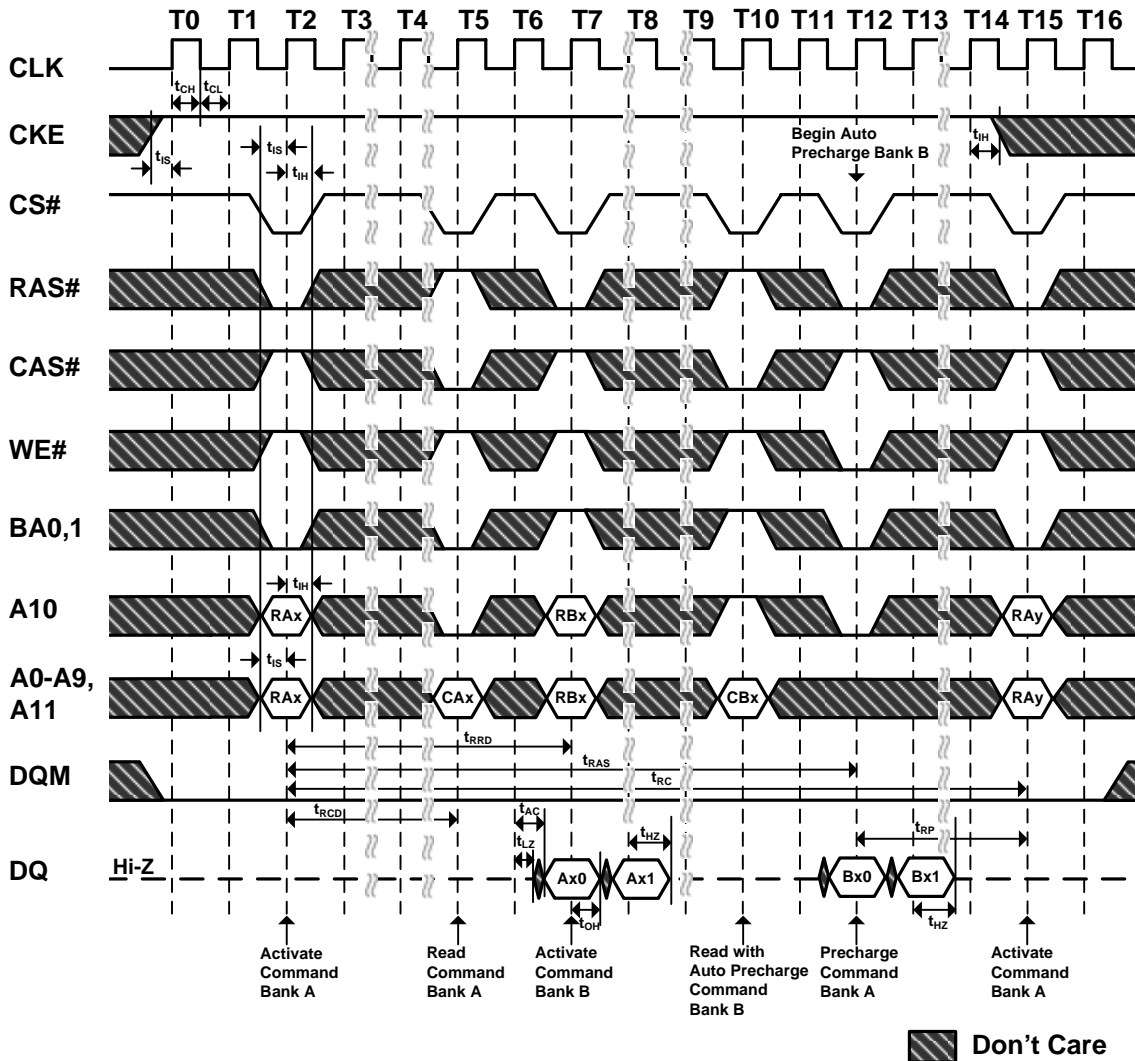 T0 T1 T2 T3 T4 T5 T6 T7 T8 T9 T10 T11 T12 T13 T14 T15 T16
CLK
tCH tCL
CKE
tIS
tIS
tIH
Begin Auto
Precharge Bank B
tIH
CS#
RAS#
CAS#
WE#
BA0,1
tIH
A10
RAx
RBx
RAy
tIS
A0-A9,
A11
RAx
CAx
RBx
CBx
RAy
tRRD
tRAS
tRC
DQM
tRCD
tAC
tLZ
tHZ
tRP
DQ
Hi-Z
Ax0
Ax1
Bx0
Bx1
tOH
tHZ
Activate
Command
Bank A
Read
Command
Bank A
Activate
Command
Bank B
Read with
Auto Precharge
Command
Bank B
Precharge
Command
Bank A
Activate
Command
Bank A
Don't Care